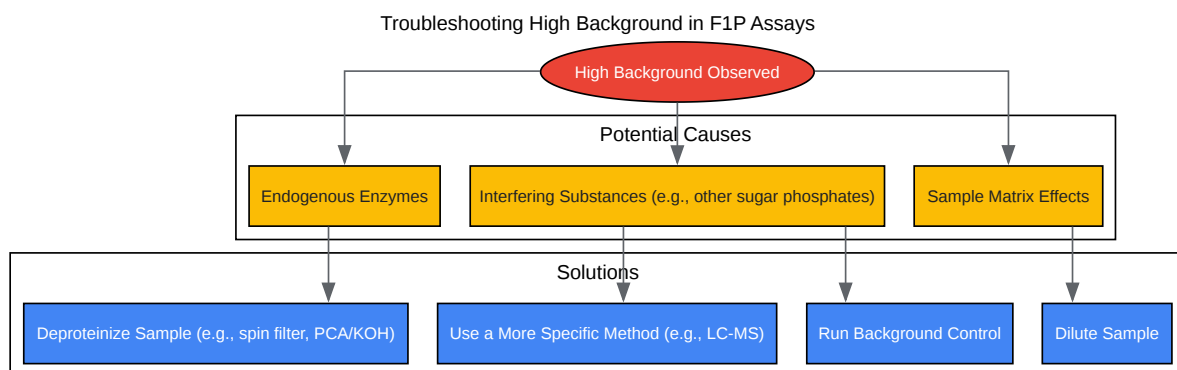 Troubleshooting High Background in F1P Assays
High Background Observed
Potential Causes
Endogenous Enzymes
Interfering Substances (e.g., other sugar phosphates)
Sample Matrix Effects
Solutions
Deproteinize Sample (e.g., spin filter, PCA/KOH)
Use a More Specific Method (e.g., LC-MS)
Run Background Control
Dilute Sample